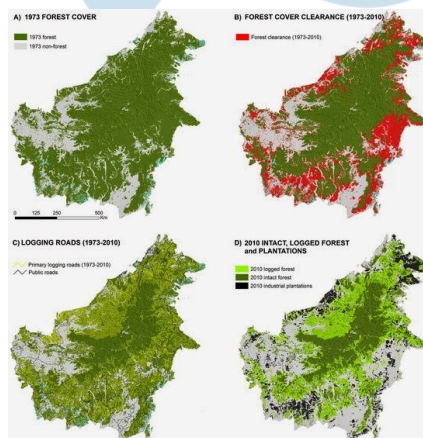 A) 1973 FOREST COVER
1973 forest
1973 non-forest
0 125 250 500
Km
B) FOREST COVER CLEARANCE (1973-2010)
Forest clearance (1973-2010)
C) LOGGING ROADS (1973-2010)
Primary logging roads (1973-2010)
Public roads
D) 2010 INTACT, LOGGED FOREST
and PLANTATIONS
2010 logged forest
2010 intact forest
2010 industrial plantations